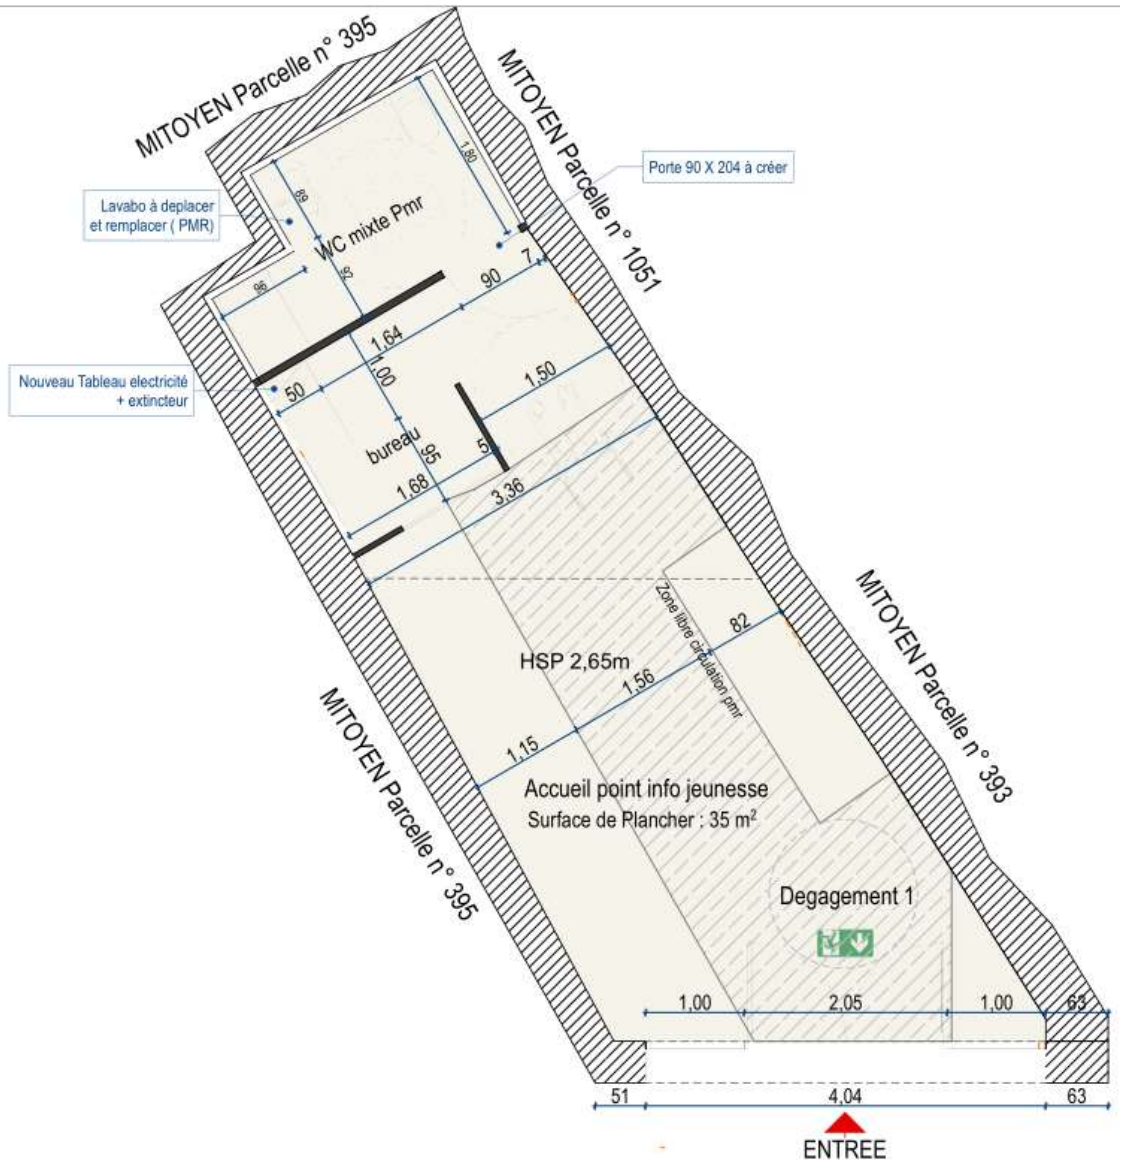 MITOYEN Parcelle n° 395
MITOYEN Parcelle n° 1051
Porte 90 X 204 à créer
1,80
89
Lavabo à deplacer
et remplacer ( PMR)
WC mixte Pmr
92
96
7
90
1,64
Nouveau Tableau electricité
+ extincteur
50
1,00
1,50
bureau
95
5
1,68
3,36
Zone libre circulation pmr
82
HSP 2,65m
1,56
1,15
MITOYEN Parcelle n° 393
MITOYEN Parcelle n° 395
Accueil point info jeunesse
Surface de Plancher : 35 m²
Degagement 1
1,00
2,05
1,00
63
51
4,04
63
ENTREE